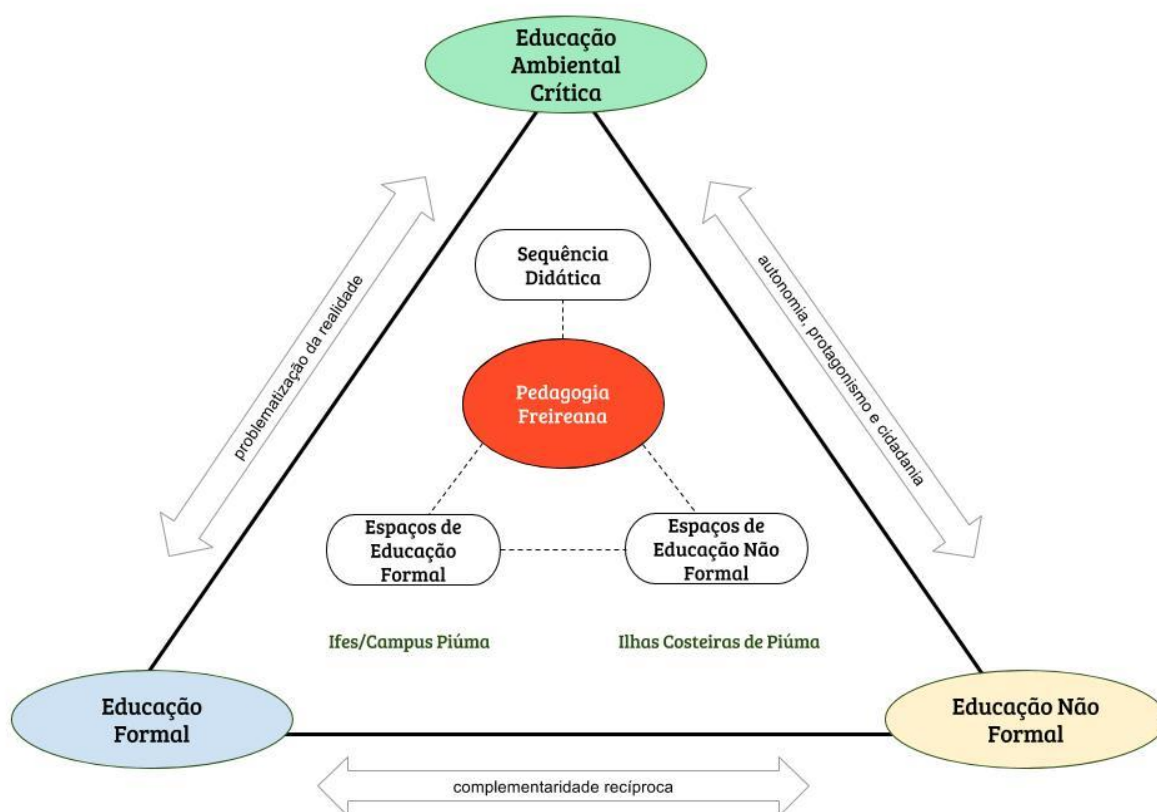 Educação
Ambiental
Crítica
problematização da realidade
autonomia, protagonismo e cidadania
Sequência
Didática
Pedagogia
Freireana
Espaços de
Educação
Formal
Espaços de
Educação Não
Formal
Ifes/Campus Piúma
Ilhas Costeiras de Piúma
Educação
Formal
Educação Não
Formal
complementaridade recíproca